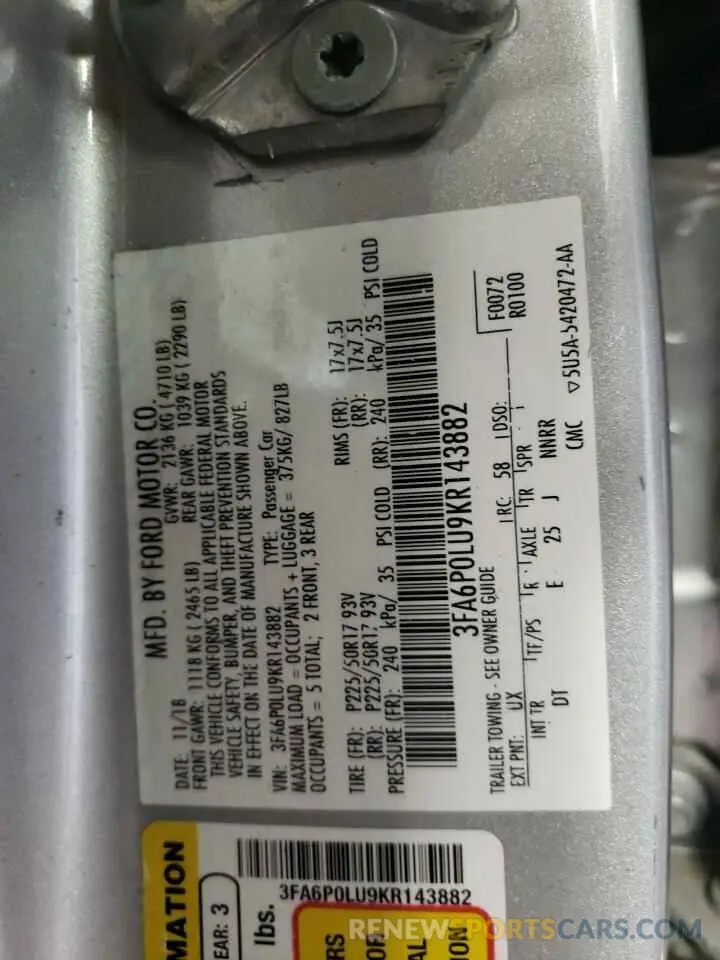 MFD. BY FORD MOTOR CO.
DATE: 11/18 GVWR: 2136 KG ( 4710 LB)
FRONT GAWR: 1118 KG ( 2465 LB) REAR GAWR: 1039 KG ( 2290 LB)
THIS VEHICLE CONFORMS TO ALL APPLICABLE FEDERAL MOTOR
VEHICLE SAFETY, BUMPER, AND THEFT PREVENTION STANDARDS
IN EFFECT ON THE DATE OF MANUFACTURE SHOWN ABOVE.
VIN: 3FA6P0LU9KR143882 TYPE: Passenger Car
MAXIMUM LOAD = OCCUPANTS + LUGGAGE = 375KG/ 827LB
OCCUPANTS = 5 TOTAL; 2 FRONT, 3 REAR
TIRE (FR): P225/50R17 93V RIMS (FR): 17x7.5J
(RR): P225/50R17 93V (RR): 17x7.5J
PRESSURE (FR): 240 kPa/ 35 PSI COLD (RR): 240 kPa/ 35 PSI COLD
3FA6P0LU9KR143882
TRAILER TOWING - SEE OWNER GUIDE
EXT PNT: UX RC: 58 DSO: F0072
R0100
INT TR TF/PS R AXLE TR SPR
DT E 25 J NNRR
CMC 5U5A-5420472-AA
MATION
EAR: 3
lbs.
3FA6P0LU9KR143882
RS
OF
AL
ION
RENEWSPORTSCARS.COM